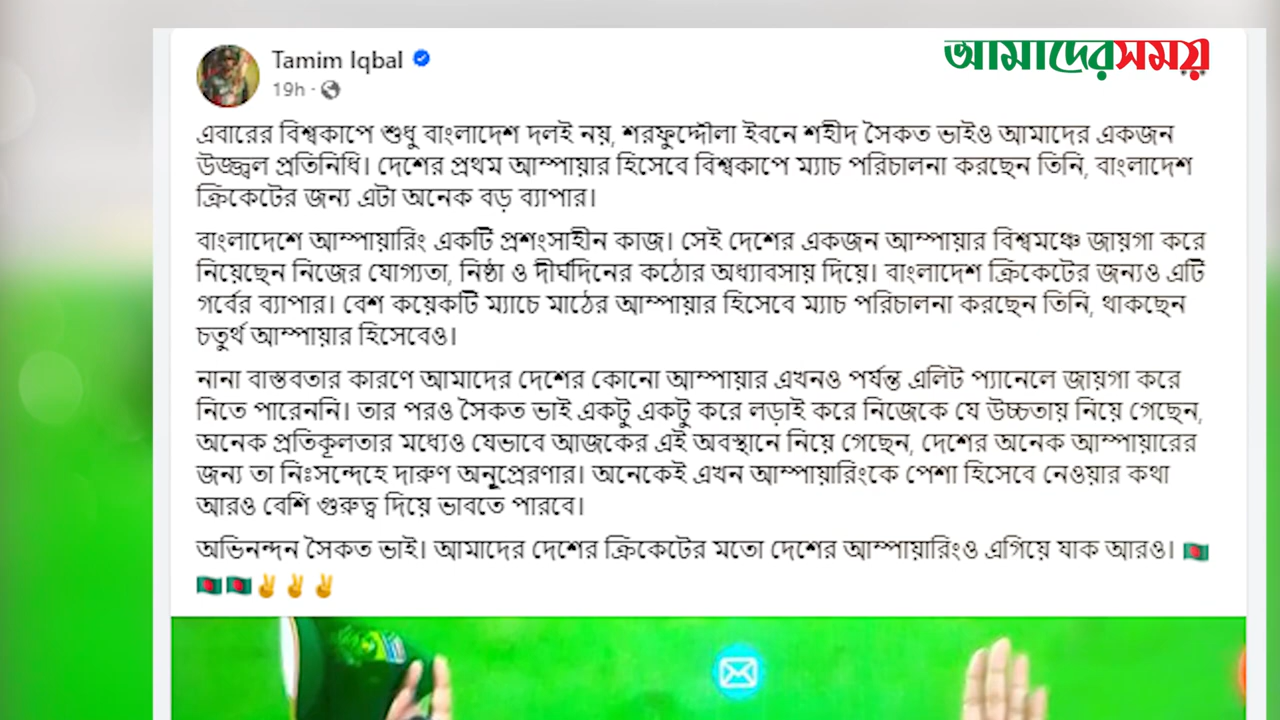 আমাদেরসময়
Tamim Iqbal
19h ·
এবারের বিশ্বকাপে শুধু বাংলাদেশ দলই নয়, শরফুদ্দৌলা ইবনে শহীদ সৈকত ভাইও আমাদের একজন
উজ্জ্বল প্রতিনিধি। দেশের প্রথম আম্পায়ার হিসেবে বিশ্বকাপে ম্যাচ পরিচালনা করছেন তিনি, বাংলাদেশ
ক্রিকেটের জন্য এটা অনেক বড় ব্যাপার।
বাংলাদেশে আম্পায়ারিং একটি প্রশংসাহীন কাজ। সেই দেশের একজন আম্পায়ার বিশ্বমঞ্চে জায়গা করে
নিয়েছেন নিজের যোগ্যতা, নিষ্ঠা ও দীর্ঘদিনের কঠোর অধ্যাবসায় দিয়ে। বাংলাদেশ ক্রিকেটের জন্যও এটি
গর্বের ব্যাপার। বেশ কয়েকটি ম্যাচে মাঠের আম্পায়ার হিসেবে ম্যাচ পরিচালনা করছেন তিনি, থাকছেন
চতুর্থ আম্পায়ার হিসেবেও।
নানা বাস্তবতার কারণে আমাদের দেশের কোনো আম্পায়ার এখনও পর্যন্ত এলিট প্যানেলে জায়গা করে
নিতে পারেননি। তার পরও সৈকত ভাই একটু একটু করে লড়াই করে নিজেকে যে উচ্চতায় নিয়ে গেছেন,
অনেক প্রতিকূলতার মধ্যেও যেভাবে আজকের এই অবস্থানে নিয়ে গেছেন, দেশের অনেক আম্পায়ারের
জন্য তা নিঃসন্দেহে দারুণ অনুপ্রেরণার। অনেকেই এখন আম্পায়ারিংকে পেশা হিসেবে নেওয়ার কথা
আরও বেশি গুরুত্ব দিয়ে ভাবতে পারবে।
অভিনন্দন সৈকত ভাই। আমাদের দেশের ক্রিকেটের মতো দেশের আম্পায়ারিংও এগিয়ে যাক আরও। 🇧🇩
🇧🇩🇧🇩✌️✌️✌️